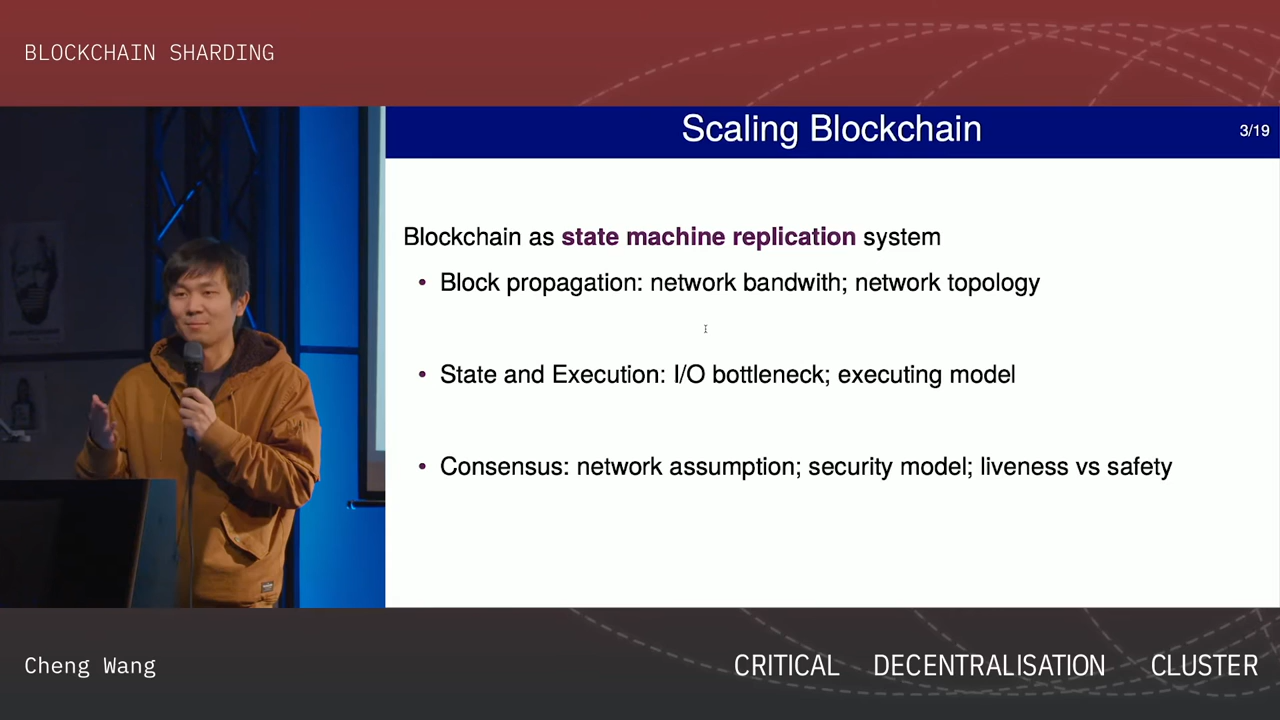 BLOCKCHAIN SHARDING
Scaling Blockchain
3/19
Blockchain as state machine replication system
• Block propagation: network bandwith; network topology
• State and Execution: I/O bottleneck; executing model
• Consensus: network assumption; security model; liveness vs safety
Cheng Wang
CRITICAL DECENTRALISATION CLUSTER